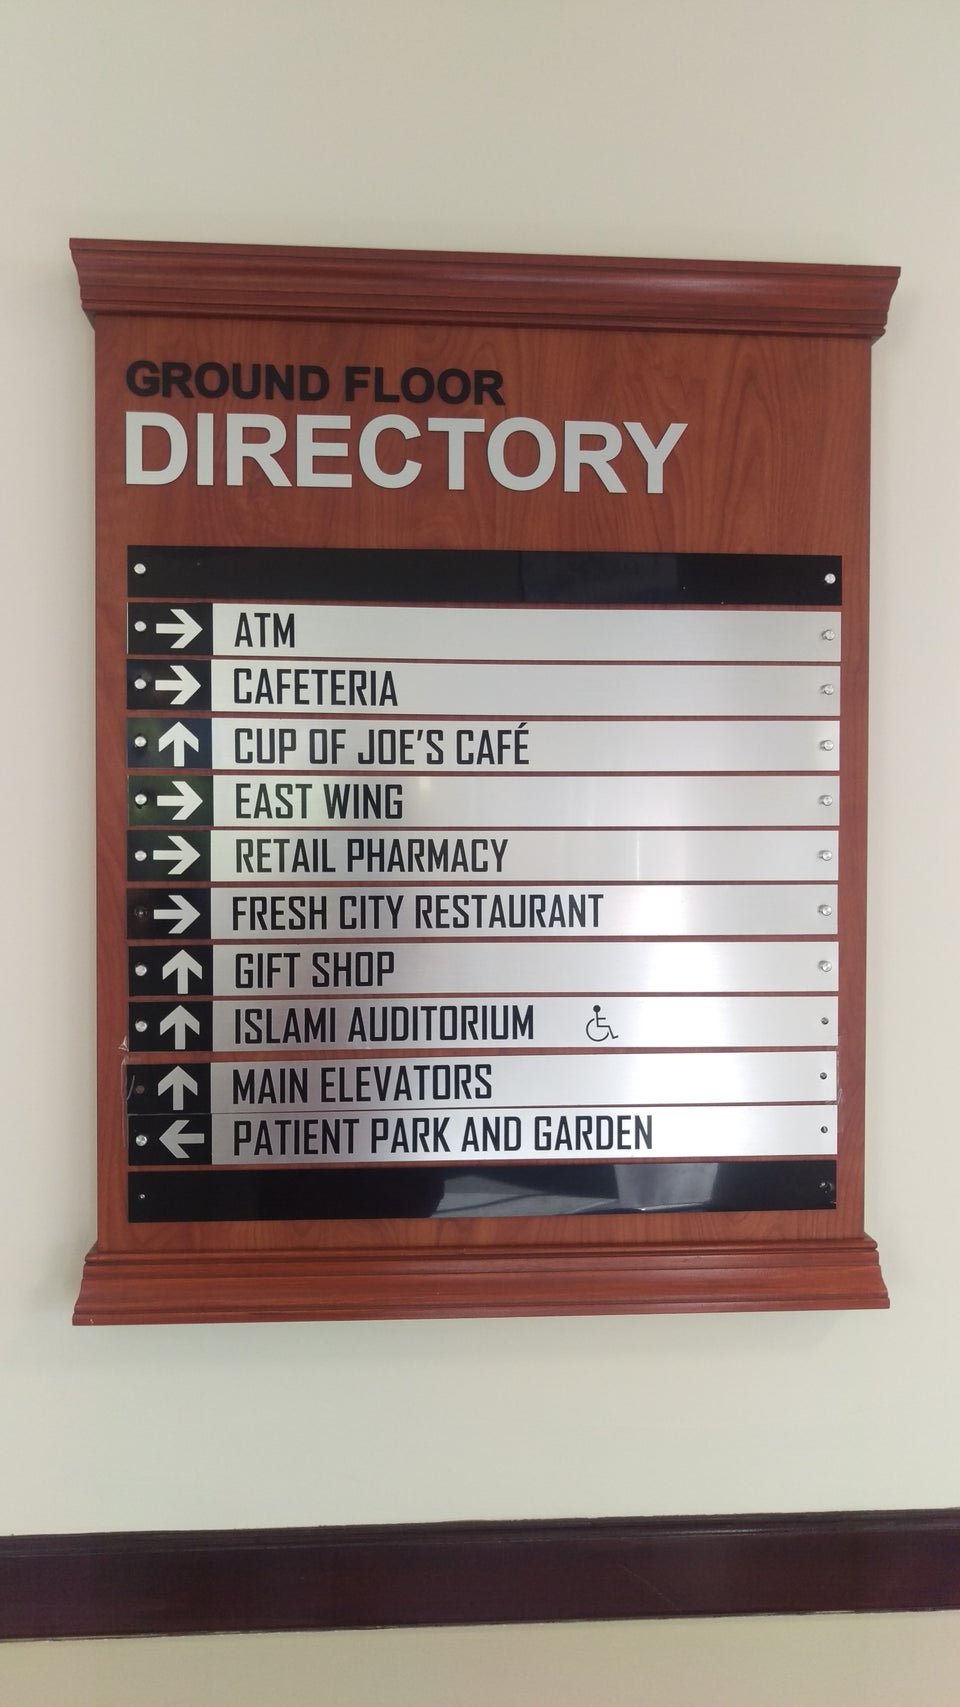 GROUND FLOOR
DIRECTORY
→ ATM
→ CAFETERIA
↑ CUP OF JOE'S CAFÉ
→ EAST WING
→ RETAIL PHARMACY
→ FRESH CITY RESTAURANT
↑ GIFT SHOP
↑ ISLAMI AUDITORIUM ♿
↑ MAIN ELEVATORS
← PATIENT PARK AND GARDEN